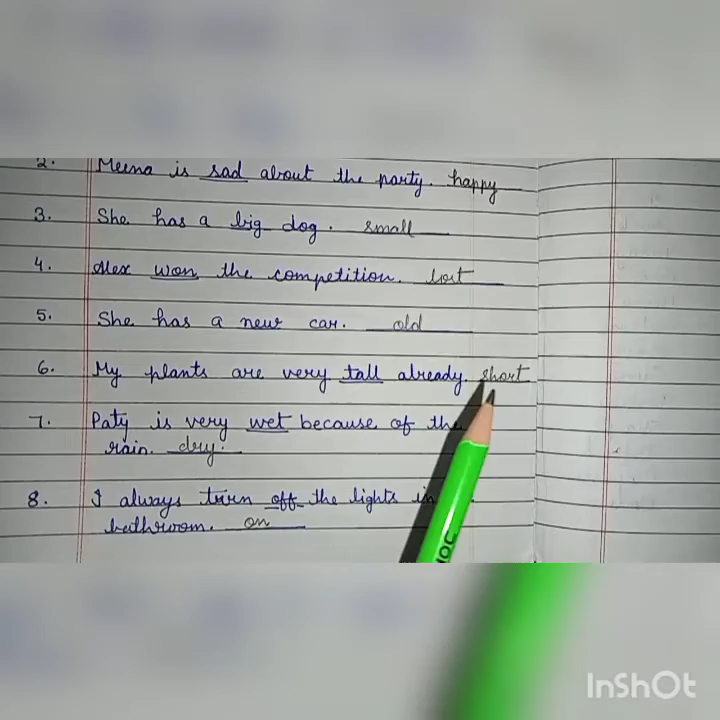 2. Meena is sad about the party. happy
3. She has a big dog. small
4. Alex won the competition. lost
5. She has a new car. old
6. My plants are very tall already. short
7. Paty is very wet because of the
rain. dry.
8. I always turn off the lights in
bathroom. on
InShOt